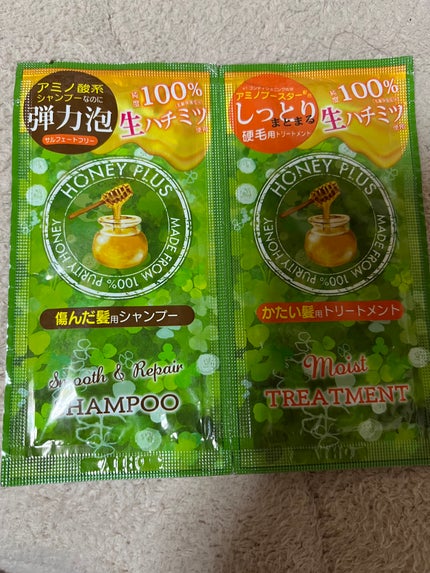 アミノ酸系
シャンプーなのに
弾力泡
サルフェートフリー
純度100%
生ハチミツ
使用
HONEY PLUS
MADE FROM 100% PURITY HONEY
傷んだ髪用シャンプー
Smooth & Repair
SHAMPOO
アミノブースター
しっとり
まとまる
硬毛用トリートメント
純度100%
生ハチミツ
使用
HONEY PLUS
MADE FROM 100% PURITY HONEY
かたい髪用トリートメント
Moist
TREATMENT